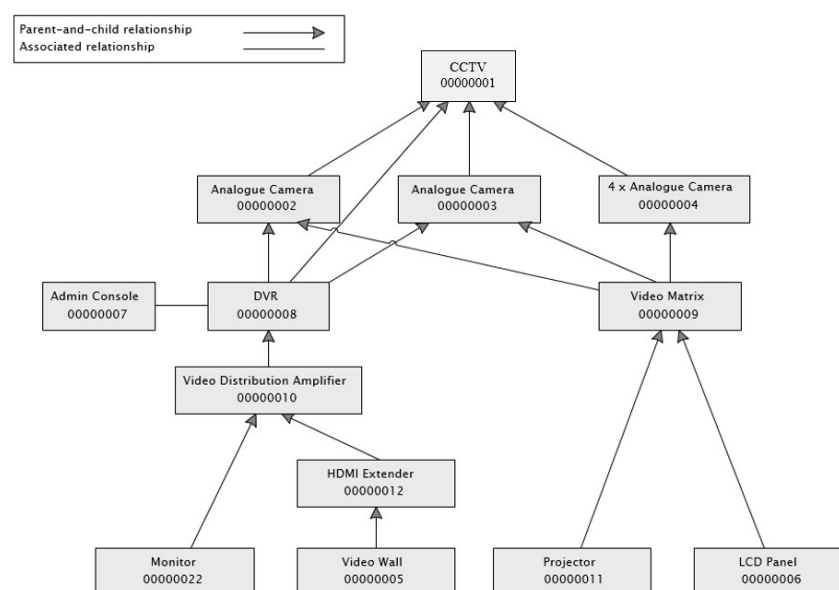 Parent-and-child relationship
Associated relationship
CCTV
00000001
Analogue Camera
00000002
Analogue Camera
00000003
4 x Analogue Camera
00000004
Admin Console
00000007
DVR
00000008
Video Matrix
00000009
Video Distribution Amplifier
00000010
HDMI Extender
00000012
Monitor
00000022
Video Wall
00000005
Projector
00000011
LCD Panel
00000006